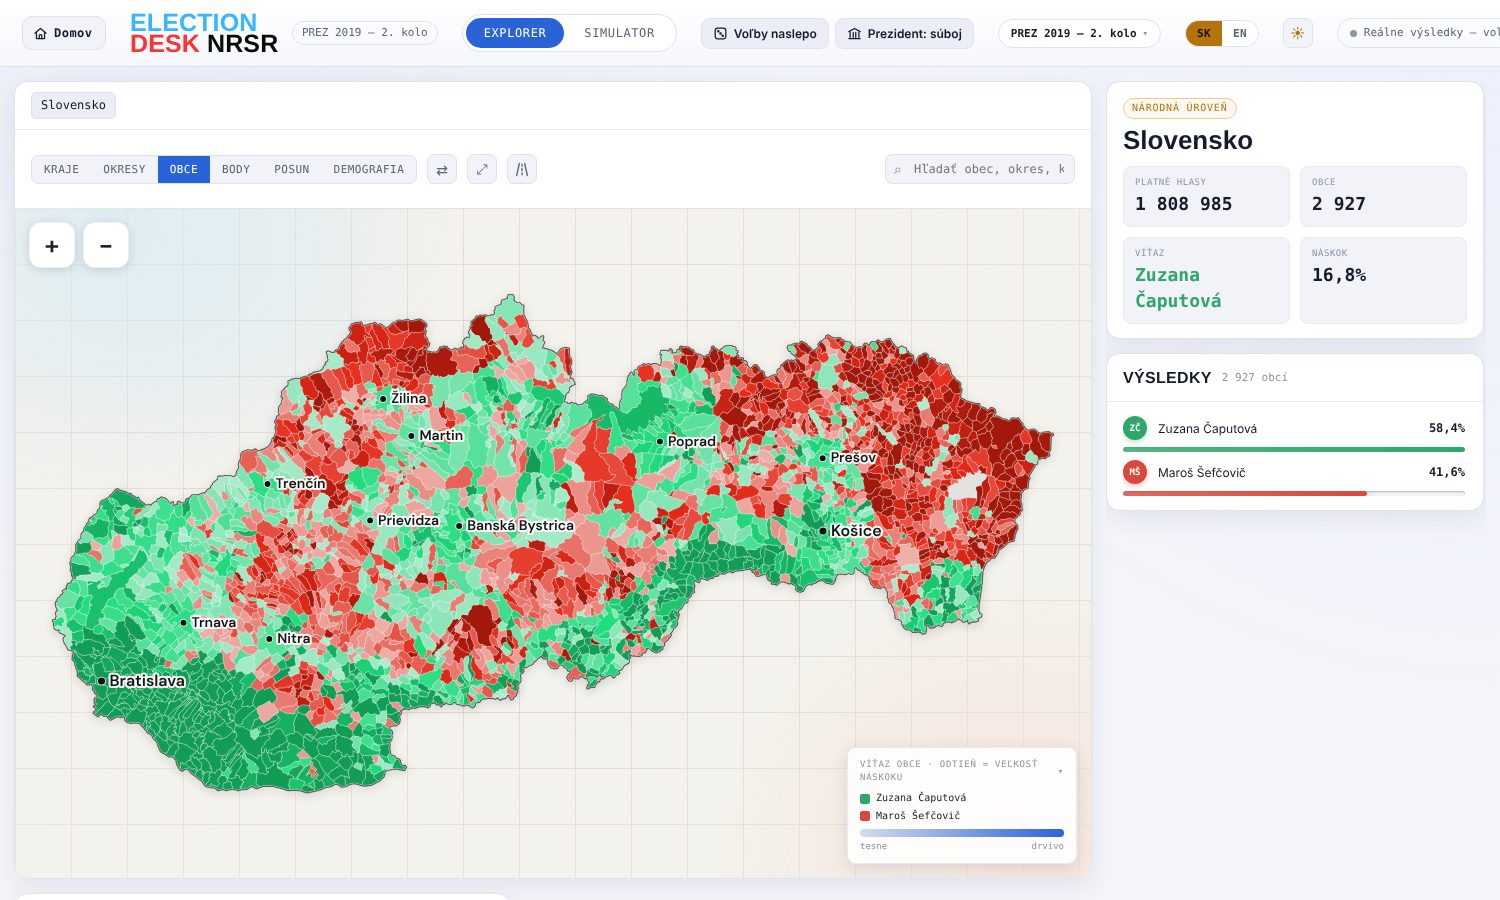 Domov
ELECTION
DESK NRSR
PREZ 2019 — 2. kolo
EXPLORER
SIMULATOR
Voľby naslepo
Prezident: súboj
PREZ 2019 — 2. kolo
SK
EN
Reálne výsledky —
Slovensko
KRAJE
OKRESY
OBCE
BODY
POSUN
DEMOGRAFIA
Hľadať obec, okres, k
+
−
Žilina
Martin
Poprad
Prešov
Trenčín
Prievidza
Banská Bystrica
Košice
Trnava
Nitra
Bratislava
VÍŤAZ OBCE · ODTIEŇ = VEĽKOSŤ
NÁSKOKU
Zuzana Čaputová
Maroš Šefčovič
tesne
drvivo
NÁRODNÁ ÚROVEŇ
Slovensko
PLATNÉ HLASY
1 808 985
OBCE
2 927
VÍŤAZ
Zuzana
Čaputová
NÁSKOK
16,8%
VÝSLEDKY
2 927 obcí
ZČ
Zuzana Čaputová
58,4%
MŠ
Maroš Šefčovič
41,6%